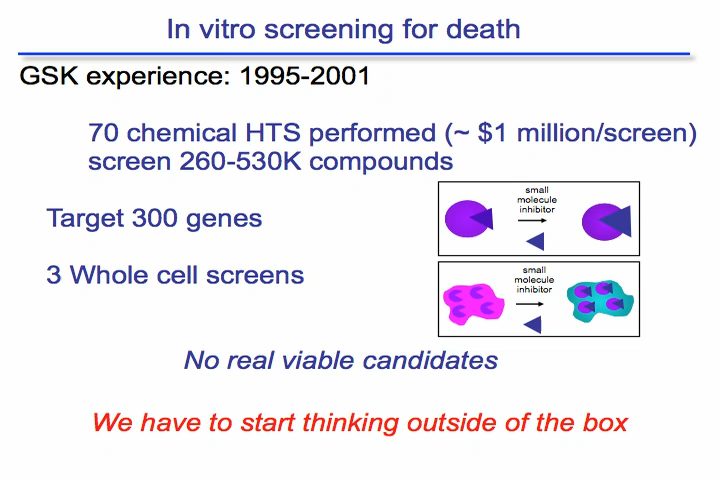 In vitro screening for death
GSK experience: 1995-2001
70 chemical HTS performed (~ $1 million/screen)
screen 260-530K compounds
Target 300 genes
small
molecule
inhibitor
3 Whole cell screens
small
molecule
inhibitor
No real viable candidates
We have to start thinking outside of the box